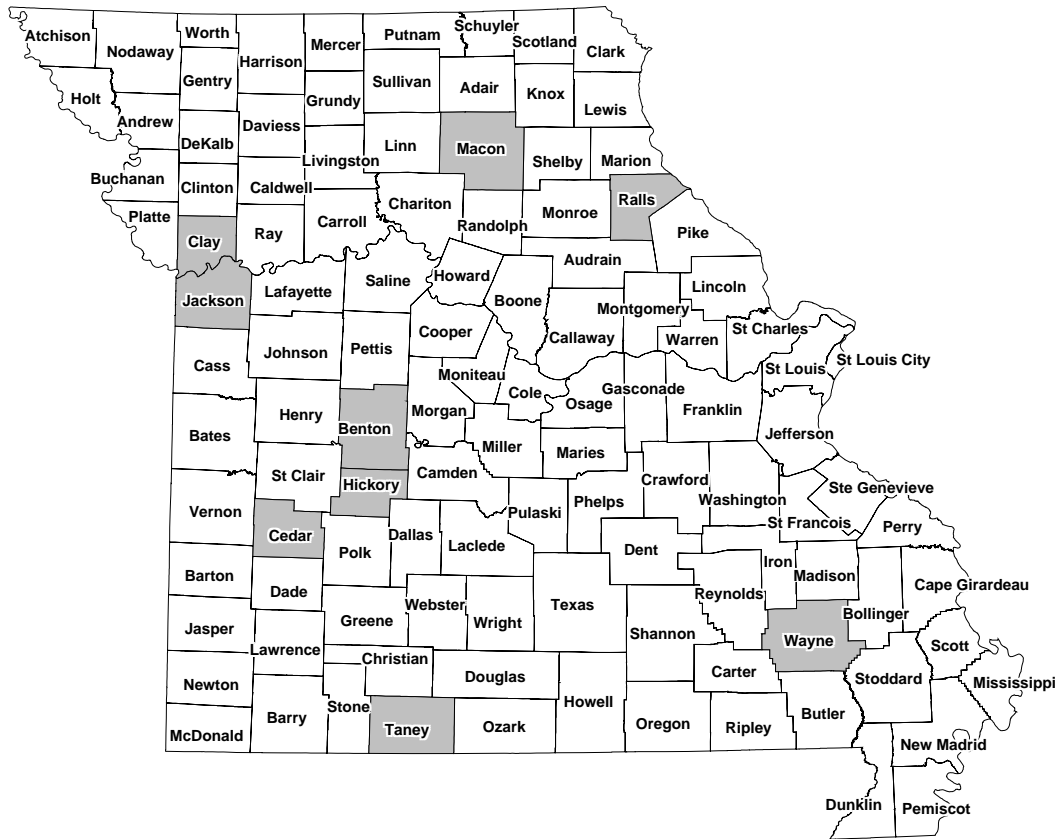 Atchison
Nodaway
Worth
Harrison
Mercer
Putnam
Schuyler
Scotland
Clark
Holt
Gentry
Grundy
Sullivan
Adair
Knox
Lewis
Andrew
DeKalb
Daviess
Livingston
Linn
Macon
Shelby
Marion
Buchanan
Clinton
Caldwell
Chariton
Randolph
Monroe
Ralls
Platte
Clay
Ray
Carroll
Pike
Audrain
Jackson
Lafayette
Saline
Howard
Boone
Callaway
Montgomery
Lincoln
Cass
Johnson
Pettis
Cooper
Moniteau
Cole
Warren
St Charles
St Louis
St Louis City
Bates
Henry
Benton
Morgan
Miller
Osage
Gasconade
Franklin
Jefferson
Vernon
St Clair
Hickory
Camden
Maries
Pulaski
Phelps
Crawford
Washington
Ste Genevieve
St Francois
Perry
Cedar
Polk
Dallas
Laclede
Dent
Iron
Madison
Cape Girardeau
Barton
Dade
Greene
Webster
Wright
Texas
Reynolds
Shannon
Bollinger
Wayne
Jasper
Lawrence
Christian
Douglas
Carter
Scott
Stoddard
Mississippi
Newton
Barry
Stone
Taney
Ozark
Howell
Oregon
Ripley
Butler
McDonald
New Madrid
Dunklin
Pemiscot